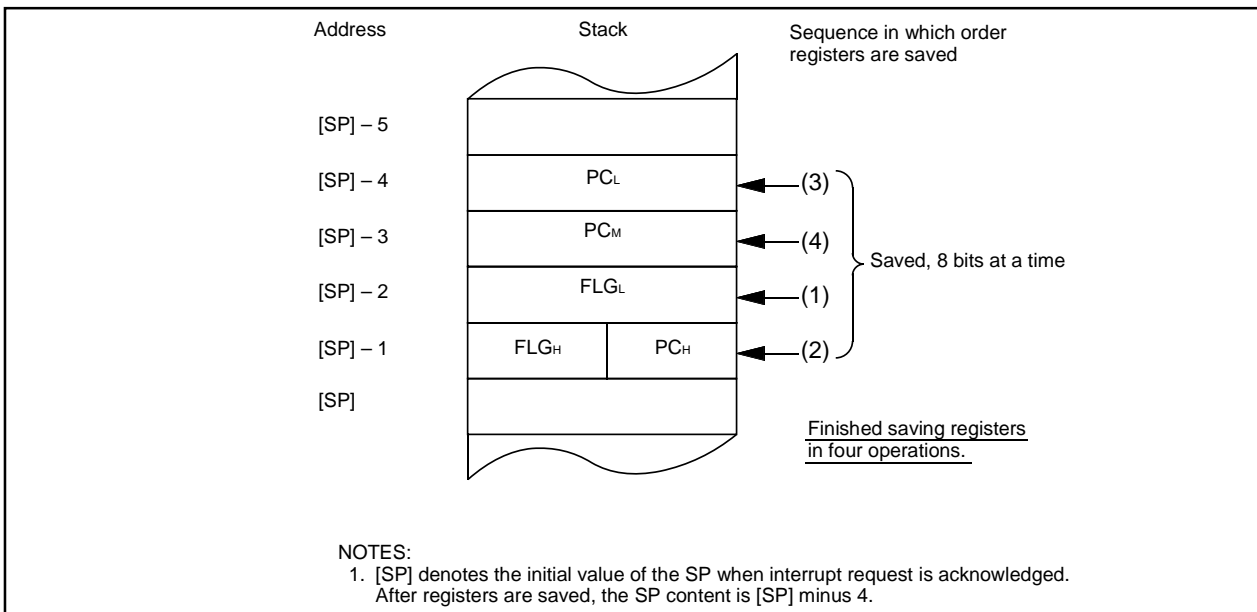 Address Stack Sequence in which order
registers are saved
[SP] – 5
[SP] – 4 PCL (3)
[SP] – 3 PCM (4)
Saved, 8 bits at a time
[SP] – 2 FLGL (1)
[SP] – 1 FLGH PCH (2)
[SP]
Finished saving registers
in four operations.
NOTES:
1. [SP] denotes the initial value of the SP when interrupt request is acknowledged.
After registers are saved, the SP content is [SP] minus 4.